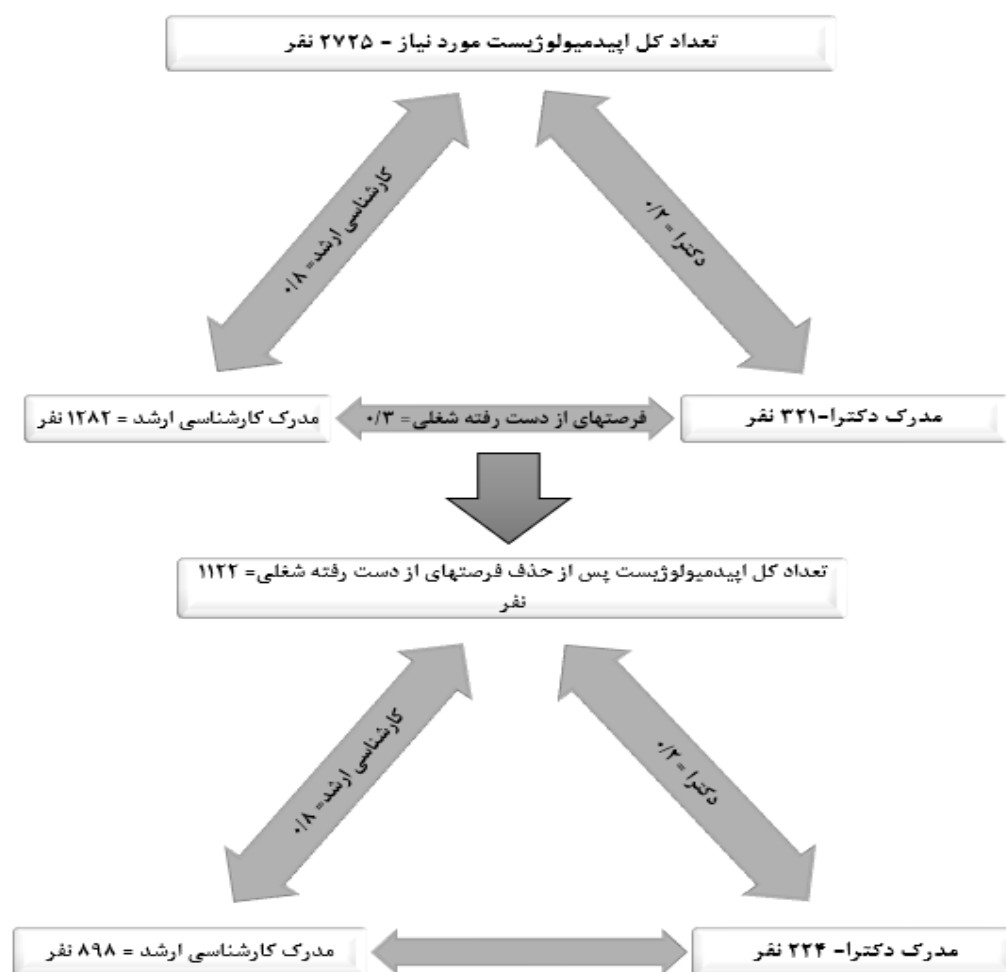 تعداد کل اپیدمیولوژیست مورد نیاز - ۲۷۲۵ نفر
دکترا = ۰/۲
کارشناسی ارشد= ۰/۸
مدرک دکترا-۳۲۱ نفر
فرصتهای از دست رفته شغلی= ۰/۳
مدرک کارشناسی ارشد = ۱۲۸۲ نفر
تعداد کل اپیدمیولوژیست پس از حذف فرصتهای از دست رفته شغلی= ۱۱۲۲
نفر
دکترا = ۰/۲
کارشناسی ارشد= ۰/۸
مدرک دکترا- ۲۲۴ نفر
مدرک کارشناسی ارشد = ۸۹۸ نفر